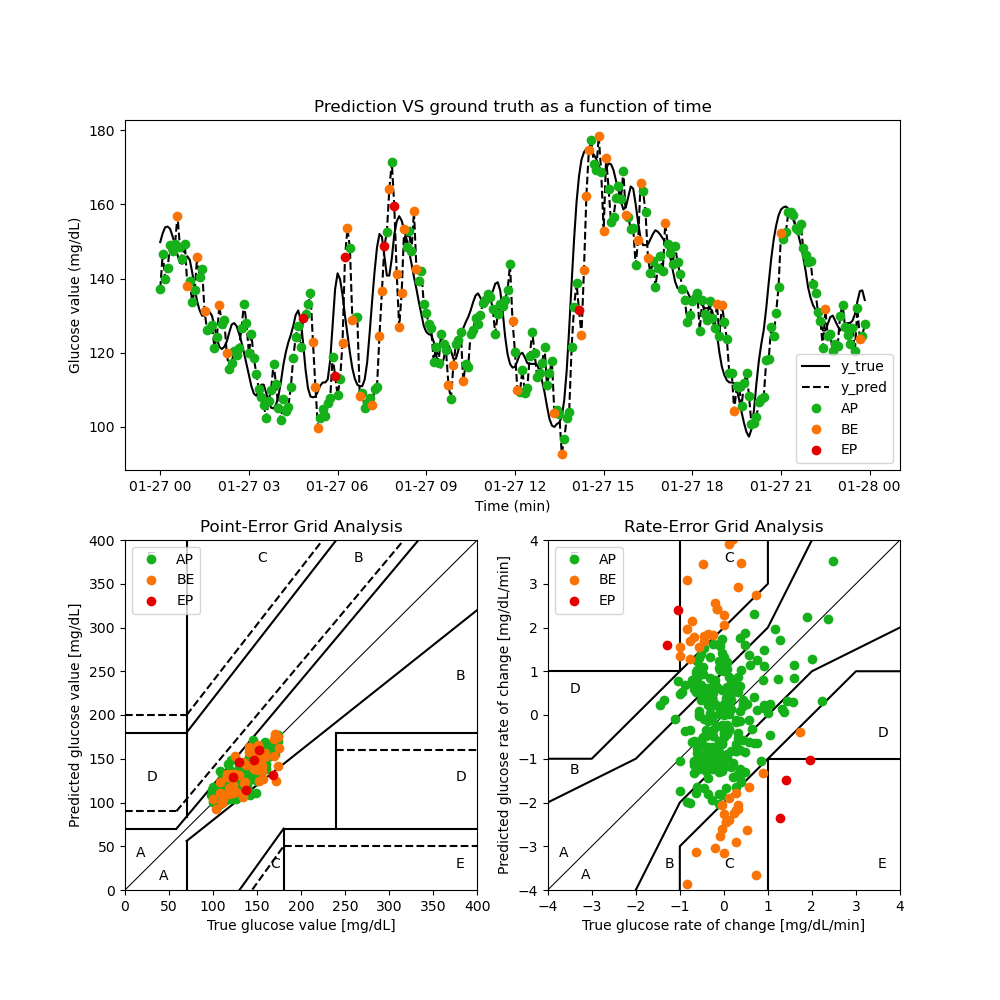 Prediction VS ground truth as a function of time
Glucose value (mg/dL)
180
160
140
120
100
01-27 00
01-27 03
01-27 06
01-27 09
01-27 12
01-27 15
01-27 18
01-27 21
01-28 00
Time (min)
y_true
y_pred
AP
BE
EP
Point-Error Grid Analysis
Predicted glucose value [mg/dL]
400
350
300
250
200
150
100
50
0
AP
BE
EP
C
B
B
D
D
A
A
C
E
0
50
100
150
200
250
300
350
400
True glucose value [mg/dL]
Rate-Error Grid Analysis
Predicted glucose rate of change [mg/dL/min]
4
3
2
1
0
−1
−2
−3
−4
AP
BE
EP
C
D
D
B
A
A
B
C
E
−4
−3
−2
−1
0
1
2
3
4
True glucose rate of change [mg/dL/min]